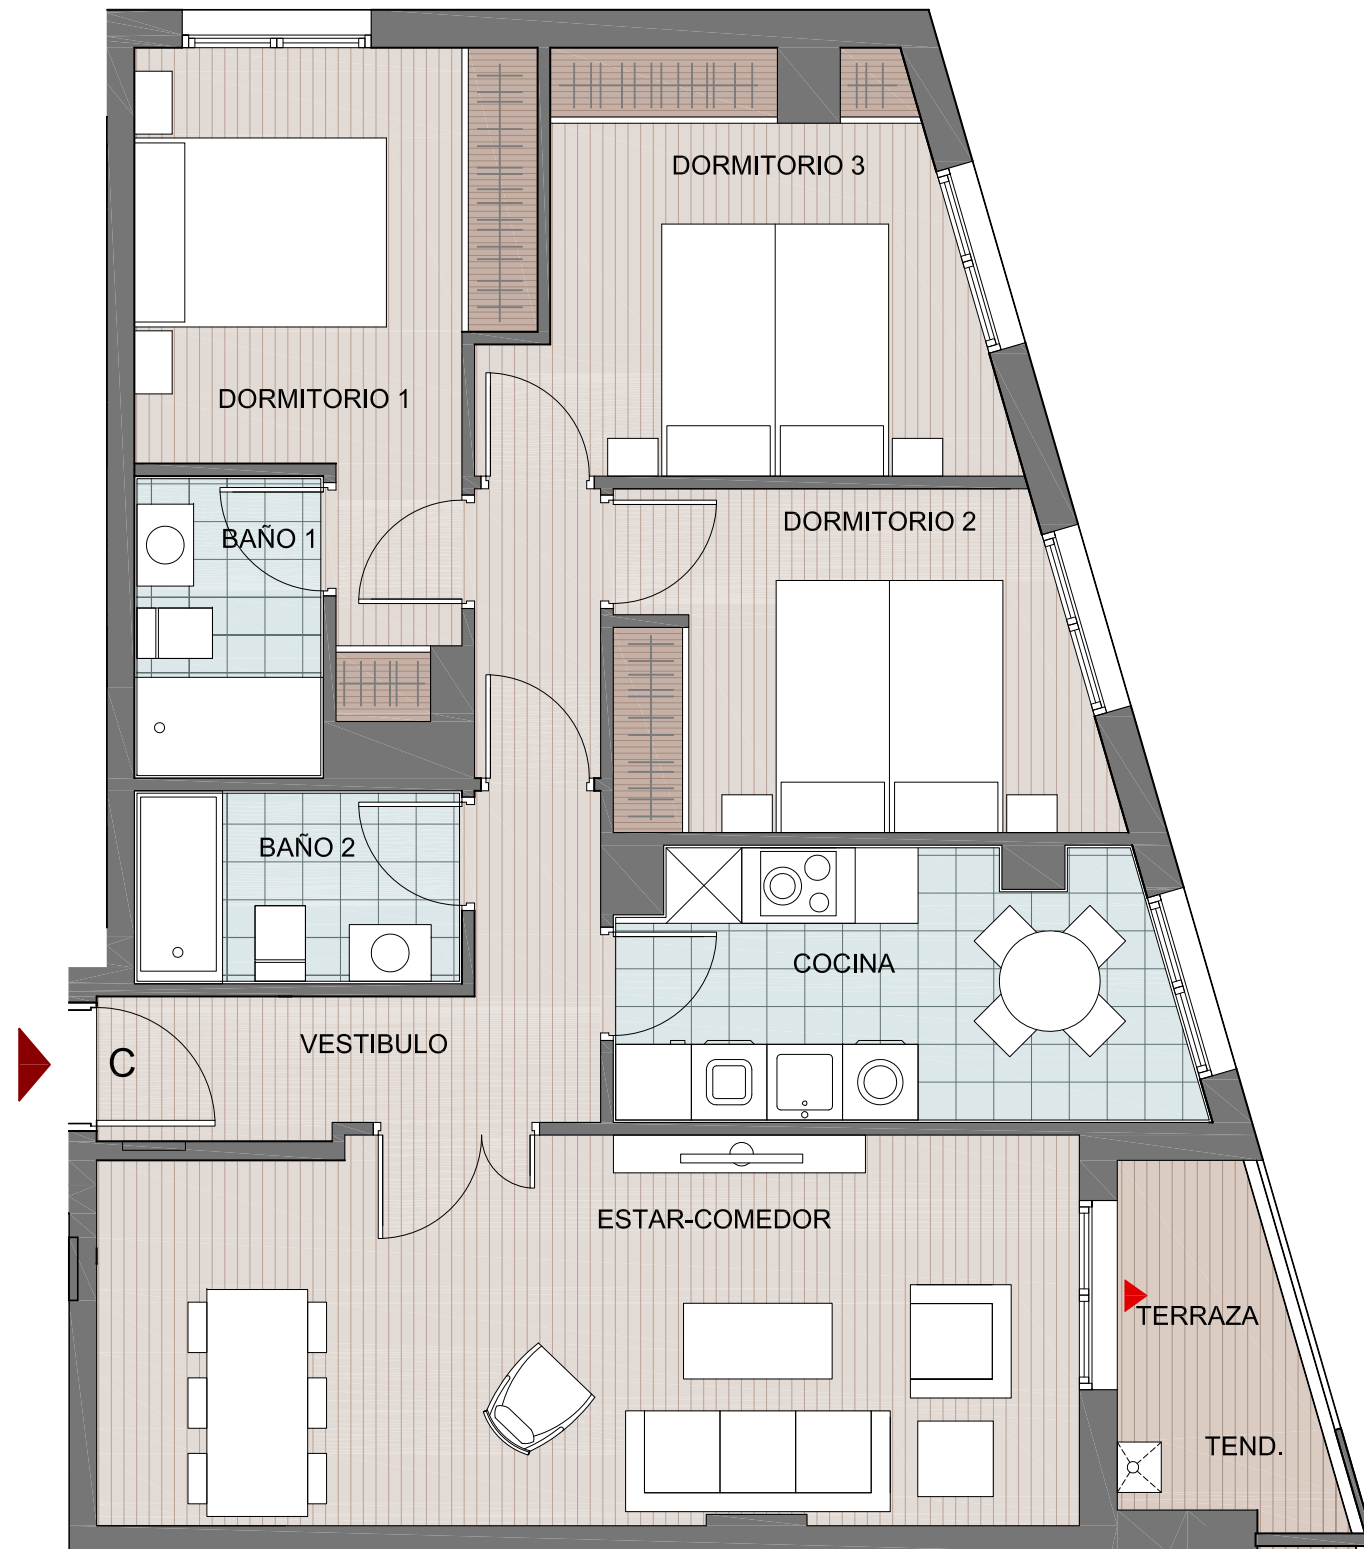 DORMITORIO 3
DORMITORIO 1
DORMITORIO 2
BAÑO 1
BAÑO 2
COCINA
VESTIBULO
C
ESTAR-COMEDOR
TERRAZA
TEND.